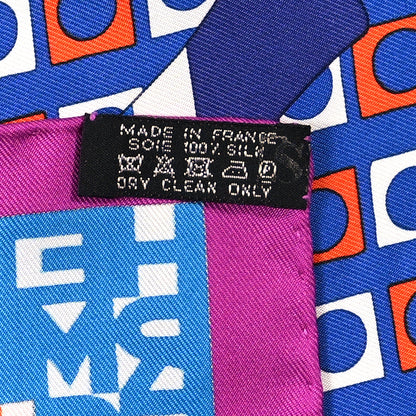 MADE IN FRANCE
SOIE 100% SILK
DRY CLEAN ONLY